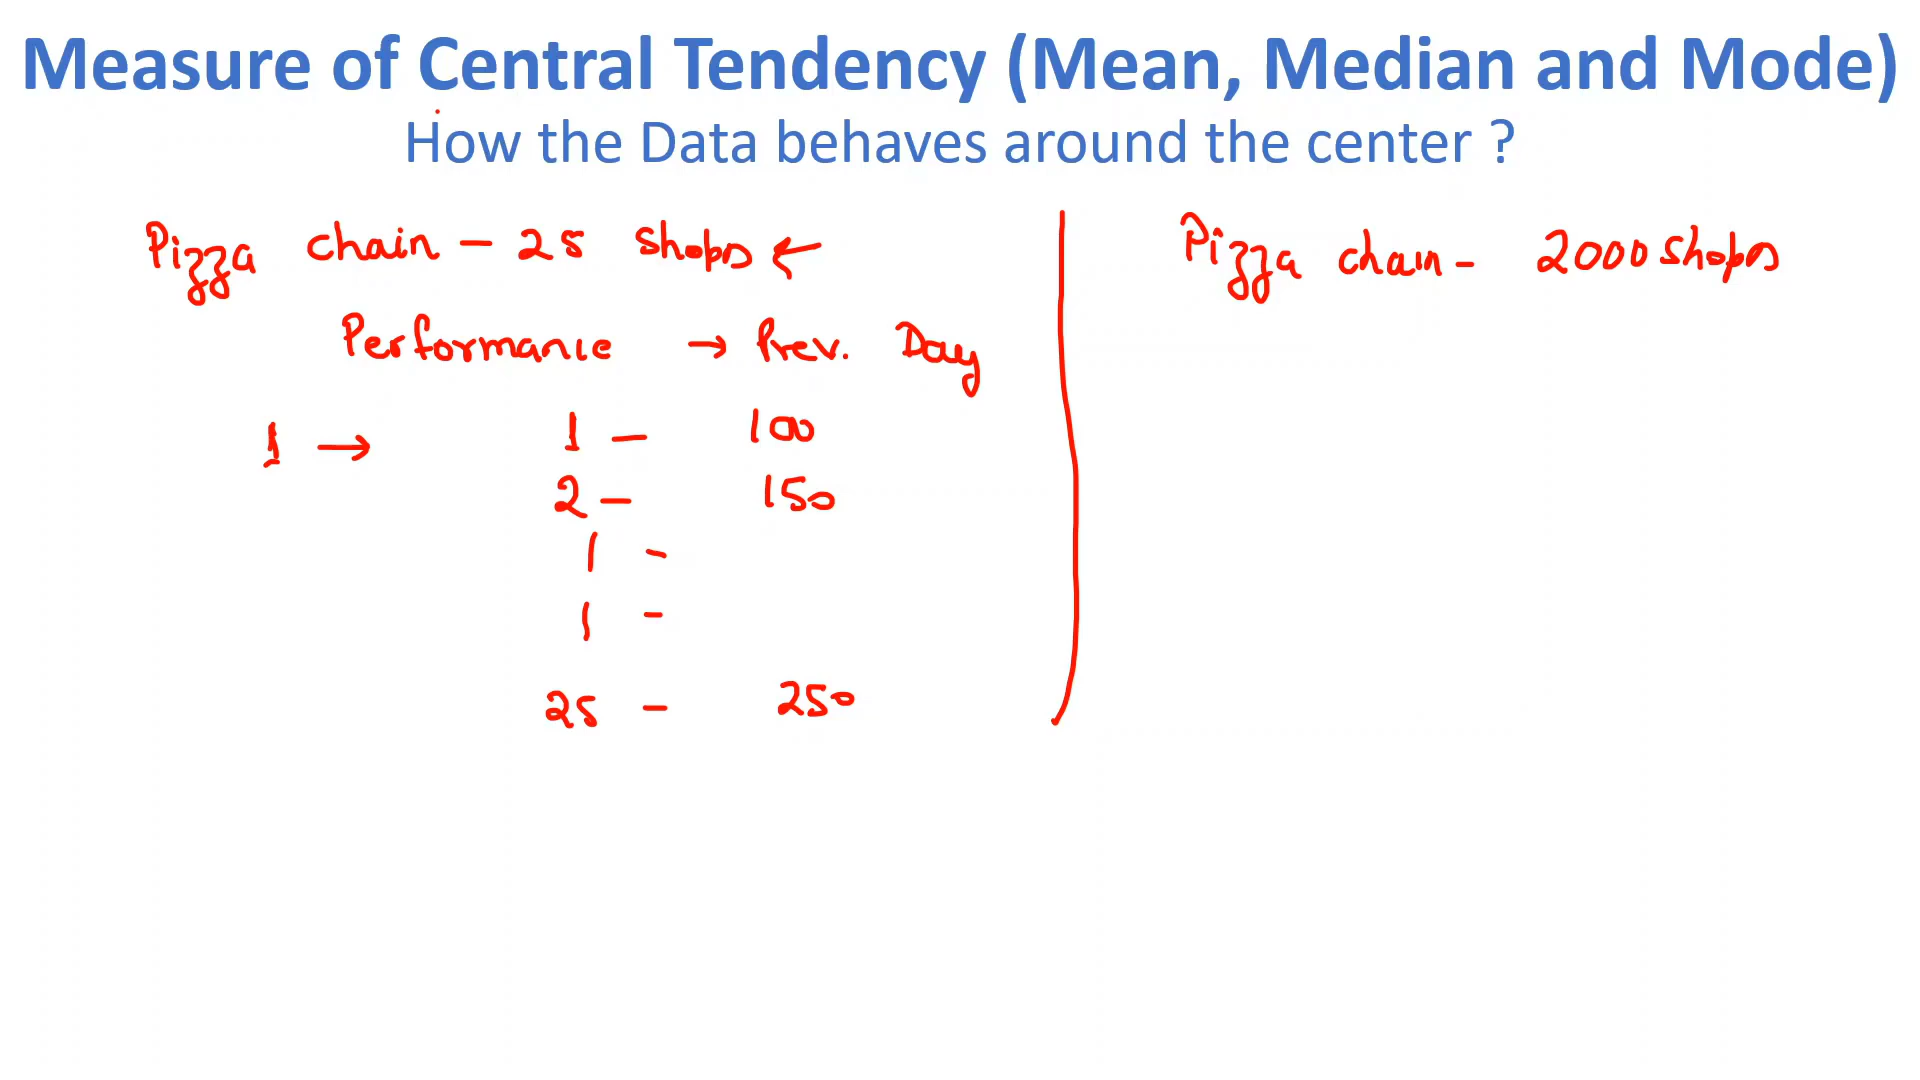 Measure of Central Tendency (Mean, Median and Mode)
How the Data behaves around the center ?
Pizza chain - 25 shops ←
Performance → Prev. Day
1 → 1 - 100
2 - 150
1 -
1 -
25 - 250
Pizza chain - 2000 shops